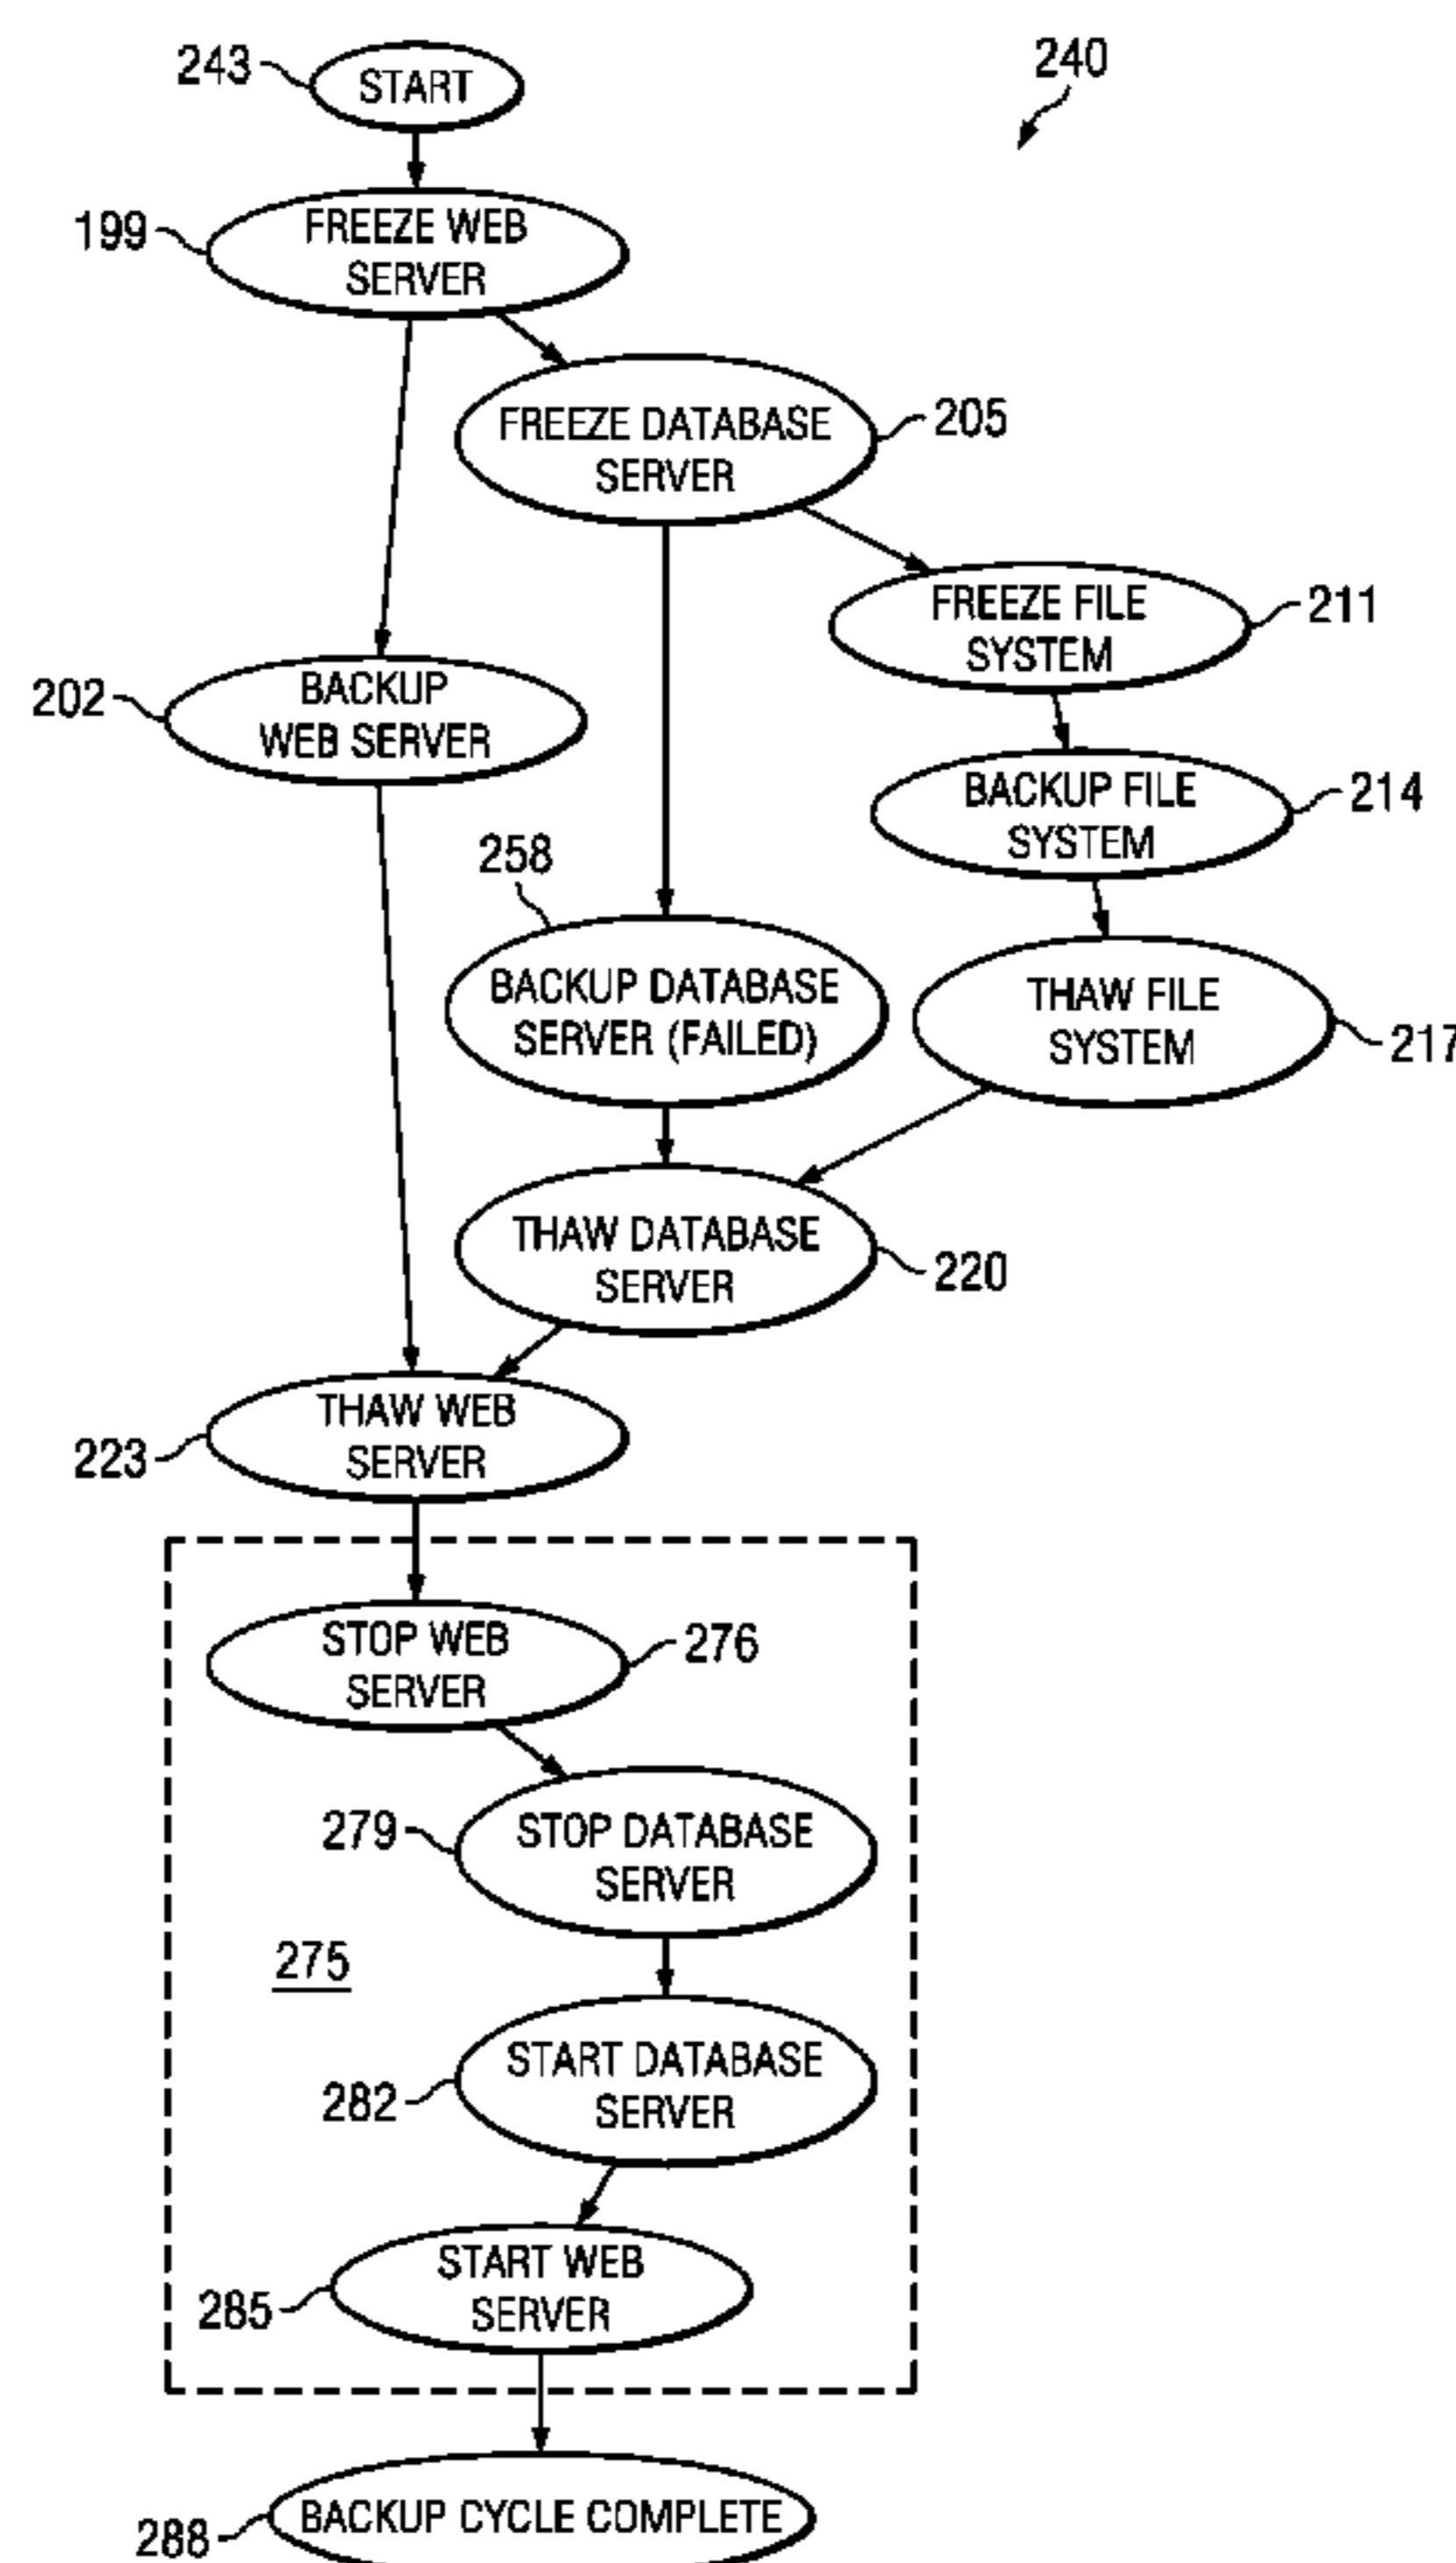 243
START
240
199
FREEZE WEB
SERVER
FREEZE DATABASE
SERVER
205
FREEZE FILE
SYSTEM
211
202
BACKUP
WEB SERVER
BACKUP FILE
SYSTEM
214
258
BACKUP DATABASE
SERVER (FAILED)
THAW FILE
SYSTEM
217
THAW DATABASE
SERVER
220
THAW WEB
SERVER
223
STOP WEB
SERVER
276
279
STOP DATABASE
SERVER
275
START DATABASE
SERVER
282
START WEB
SERVER
285
BACKUP CYCLE COMPLETE
288